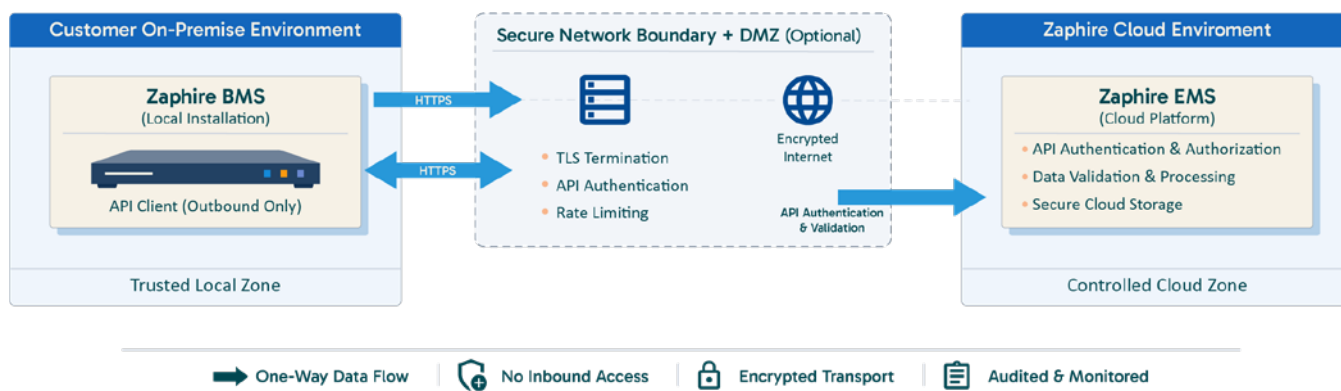 Customer On-Premise Environment
Zaphire BMS
(Local Installation)
API Client (Outbound Only)
Trusted Local Zone
HTTPS
HTTPS
Secure Network Boundary + DMZ (Optional)
TLS Termination
API Authentication
Rate Limiting
Encrypted
Internet
API Authentication
& Validation
Zaphire Cloud Enviroment
Zaphire EMS
(Cloud Platform)
API Authentication & Authorization
Data Validation & Processing
Secure Cloud Storage
Controlled Cloud Zone
One-Way Data Flow
No Inbound Access
Encrypted Transport
Audited & Monitored